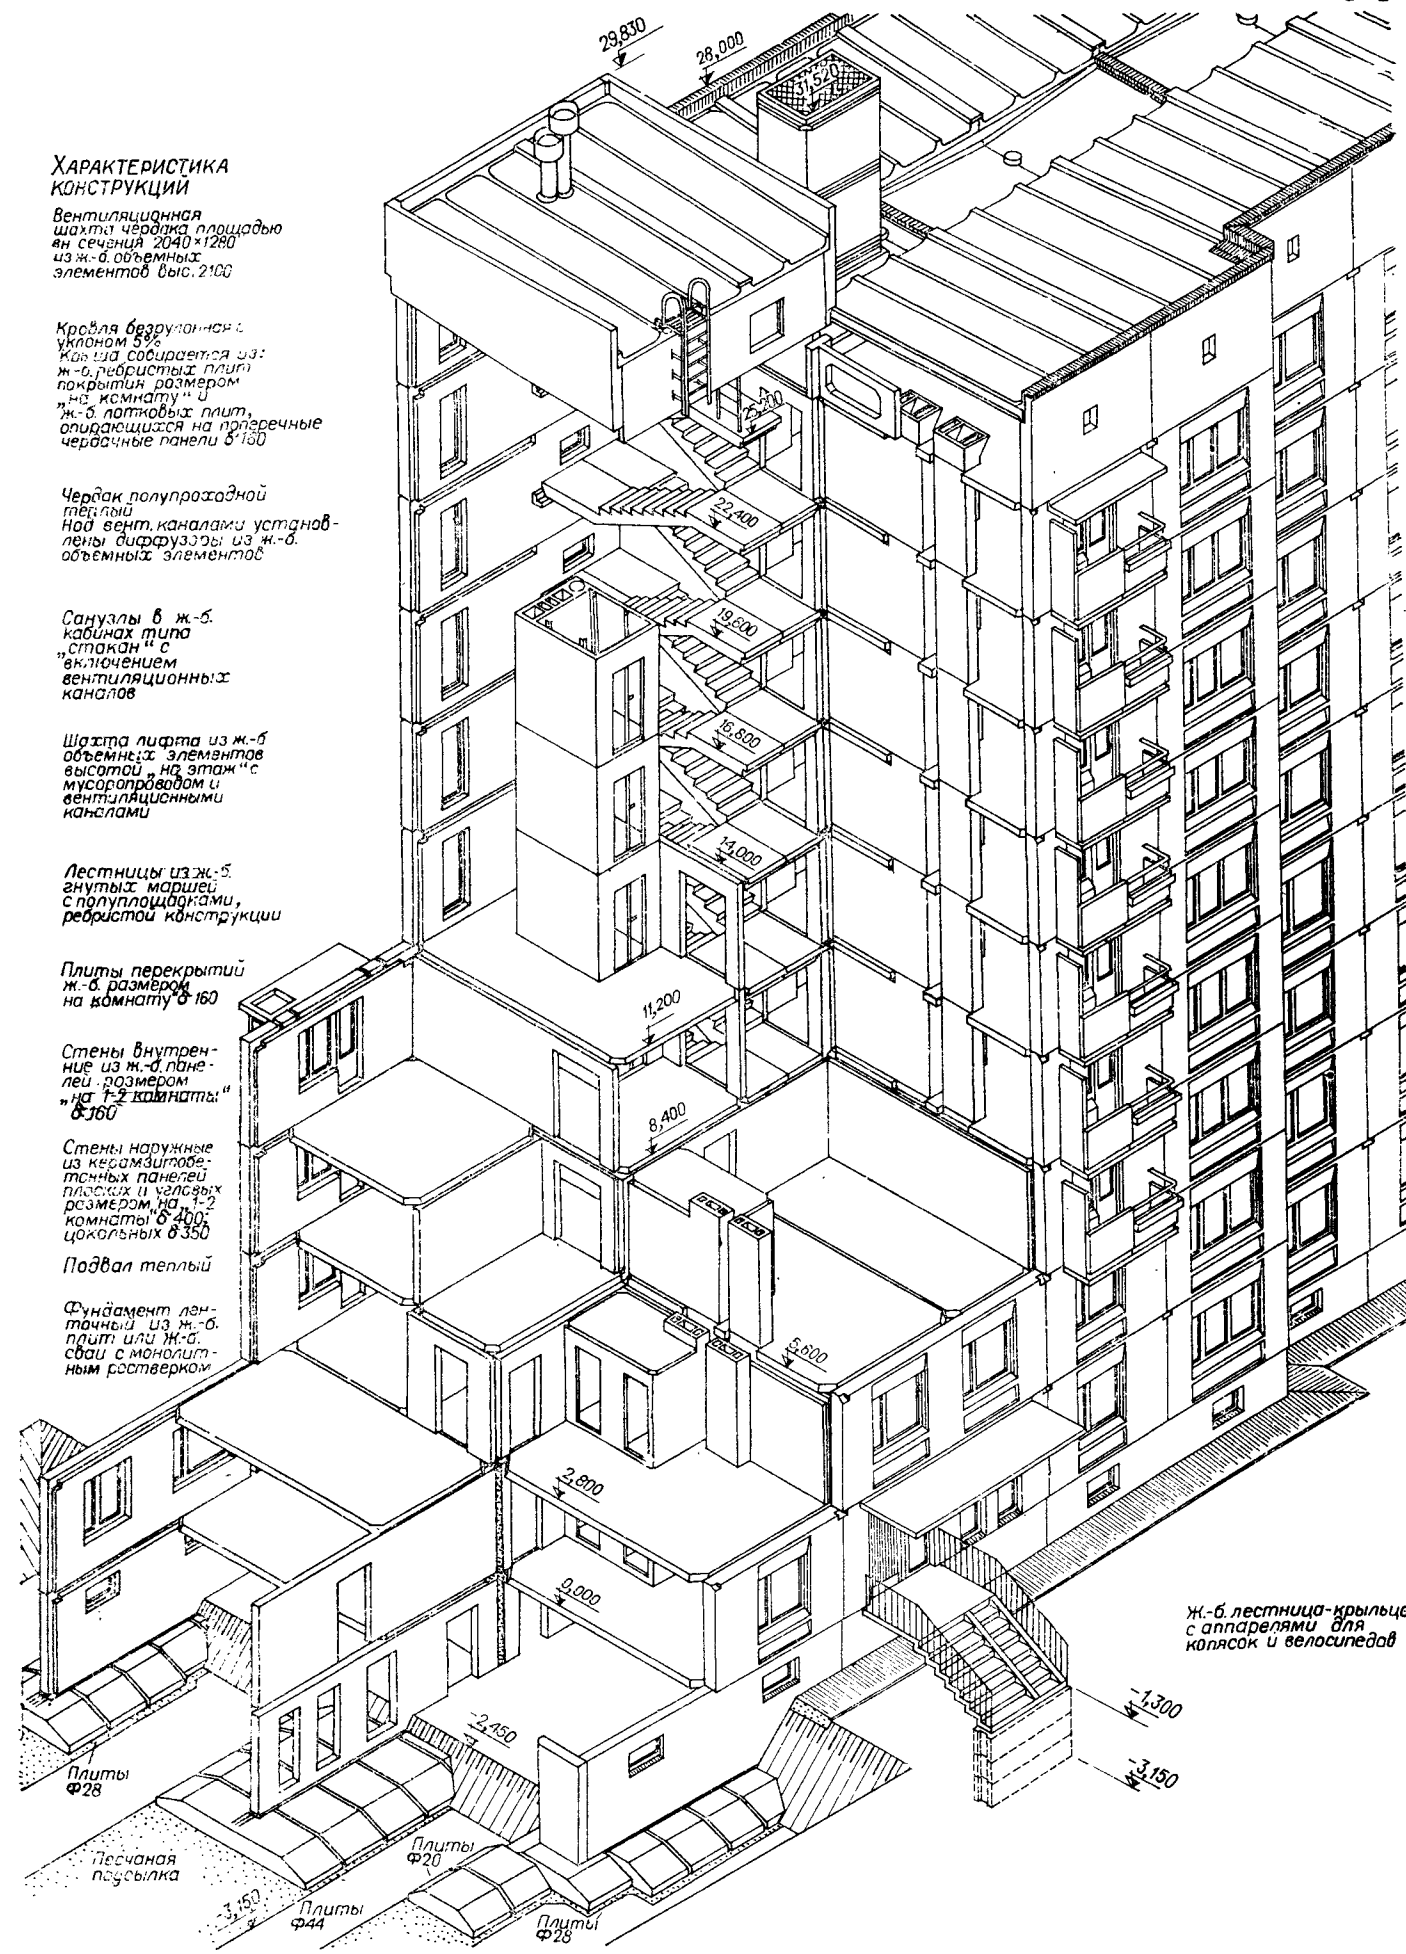 29,830
28,000
31,520
ХАРАКТЕРИСТИКА
КОНСТРУКЦИЙ
Вентиляционная
шахта чердака площадью
вн сечения 2040×1280
из ж.-б. объемных
элементов выс. 2100
Кровля безрулонная с
уклоном 5%
Крыша собирается из:
ж.-б. ребристых плит
покрытия размером
„на комнату“ и
ж.-б. лотковых плит,
опирающихся на поперечные
чердачные панели δ 160
Чердак полупроходной
теплый
Над вент. каналами установ-
лены диффузоры из ж.-б.
объемных элементов
Санузлы в ж.-б.
кабинах типа
„стакан“ с
включением
вентиляционных
каналов
Шахта лифта из ж.-б
объемных элементов
высотой „на этаж“ с
мусоропроводом и
вентиляционными
каналами
Лестницы из ж.-б.
гнутых маршей
с полуплощадками,
ребристой конструкции
Плиты перекрытий
ж.-б. размером
на комнату“ δ 160
Стены внутрен-
ние из ж.-б. пане-
лей размером
„на 1-2 комнаты“
δ 160
Стены наружные
из керамзитобе-
тонных панелей
плоских и угловых
размером „на 1-2
комнаты“ δ 400;
цокольных δ 350
Подвал теплый
Фундамент лен-
точный из ж.-б.
плит или ж.-б.
сваи с монолит-
ным ростверком
25,200
22,400
19,600
16,800
14,000
11,200
8,400
5,600
2,800
0,000
-2,450
Ж.-б. лестница-крыльцо
с аппарелями для
колясок и велосипедов
-1,300
-3,150
Плиты
Ф28
Песчаная
подсыпка
-3,150
Плиты
Ф44
Плиты
Ф20
Плиты
Ф28